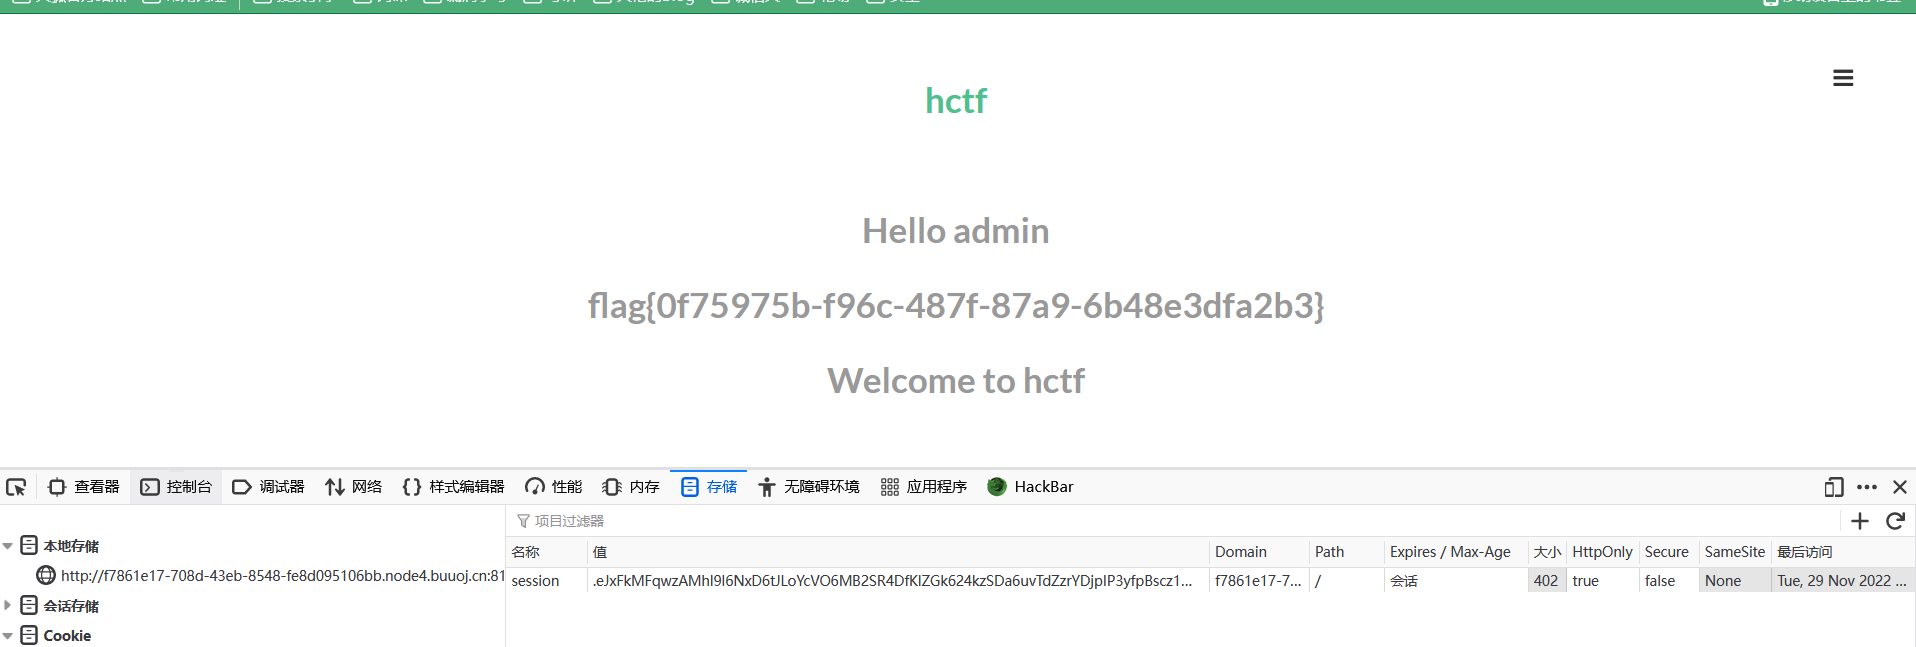 hctf
Hello admin
flag{0f75975b-f96c-487f-87a9-6b48e3dfa2b3}
Welcome to hctf
查看器 控制台 调试器 网络 样式编辑器 性能 内存 存储 无障碍环境 应用程序 HackBar
项目过滤器
本地存储
http://f7861e17-708d-43eb-8548-fe8d095106bb.node4.buuoj.cn:81
会话存储
Cookie
名称 值 Domain Path Expires / Max-Age 大小 HttpOnly Secure SameSite 最后访问
session .eJxFkMFqwzAMhl9l6NxD6tJLoYcVO6MB2SR4DfKlZGk624kzSDa6uvTdZzrYDjpIP3yfpBscz1... f7861e17-7... / 会话 402 true false None Tue, 29 Nov 2022 ...